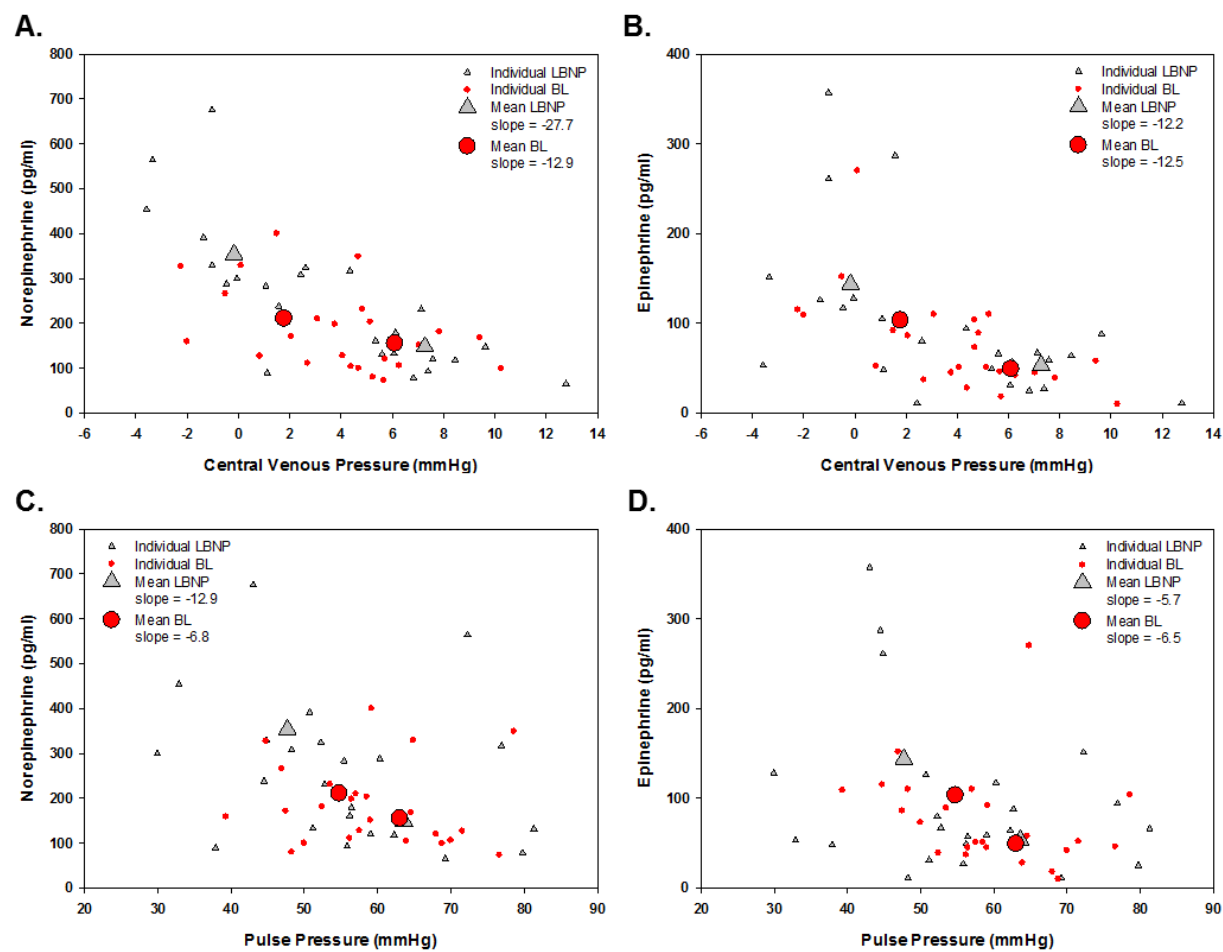 A.
800
700
600
500
400
300
200
100
0
Norepinephrine (pg/ml)
Individual LBNP
Individual BL
Mean LBNP
slope = -27.7
Mean BL
slope = -12.9
-6 -4 -2 0 2 4 6 8 10 12 14
Central Venous Pressure (mmHg)
B.
400
300
200
100
0
Epinephrine (pg/ml)
Individual LBNP
Individual BL
Mean LBNP
slope = -12.2
Mean BL
slope = -12.5
-6 -4 -2 0 2 4 6 8 10 12 14
Central Venous Pressure (mmHg)
C.
800
700
600
500
400
300
200
100
0
Norepinephrine (pg/ml)
Individual LBNP
Individual BL
Mean LBNP
slope = -12.9
Mean BL
slope = -6.8
20 30 40 50 60 70 80 90
Pulse Pressure (mmHg)
D.
400
300
200
100
0
Epinephrine (pg/ml)
Individual LBNP
Individual BL
Mean LBNP
slope = -5.7
Mean BL
slope = -6.5
20 30 40 50 60 70 80 90
Pulse Pressure (mmHg)